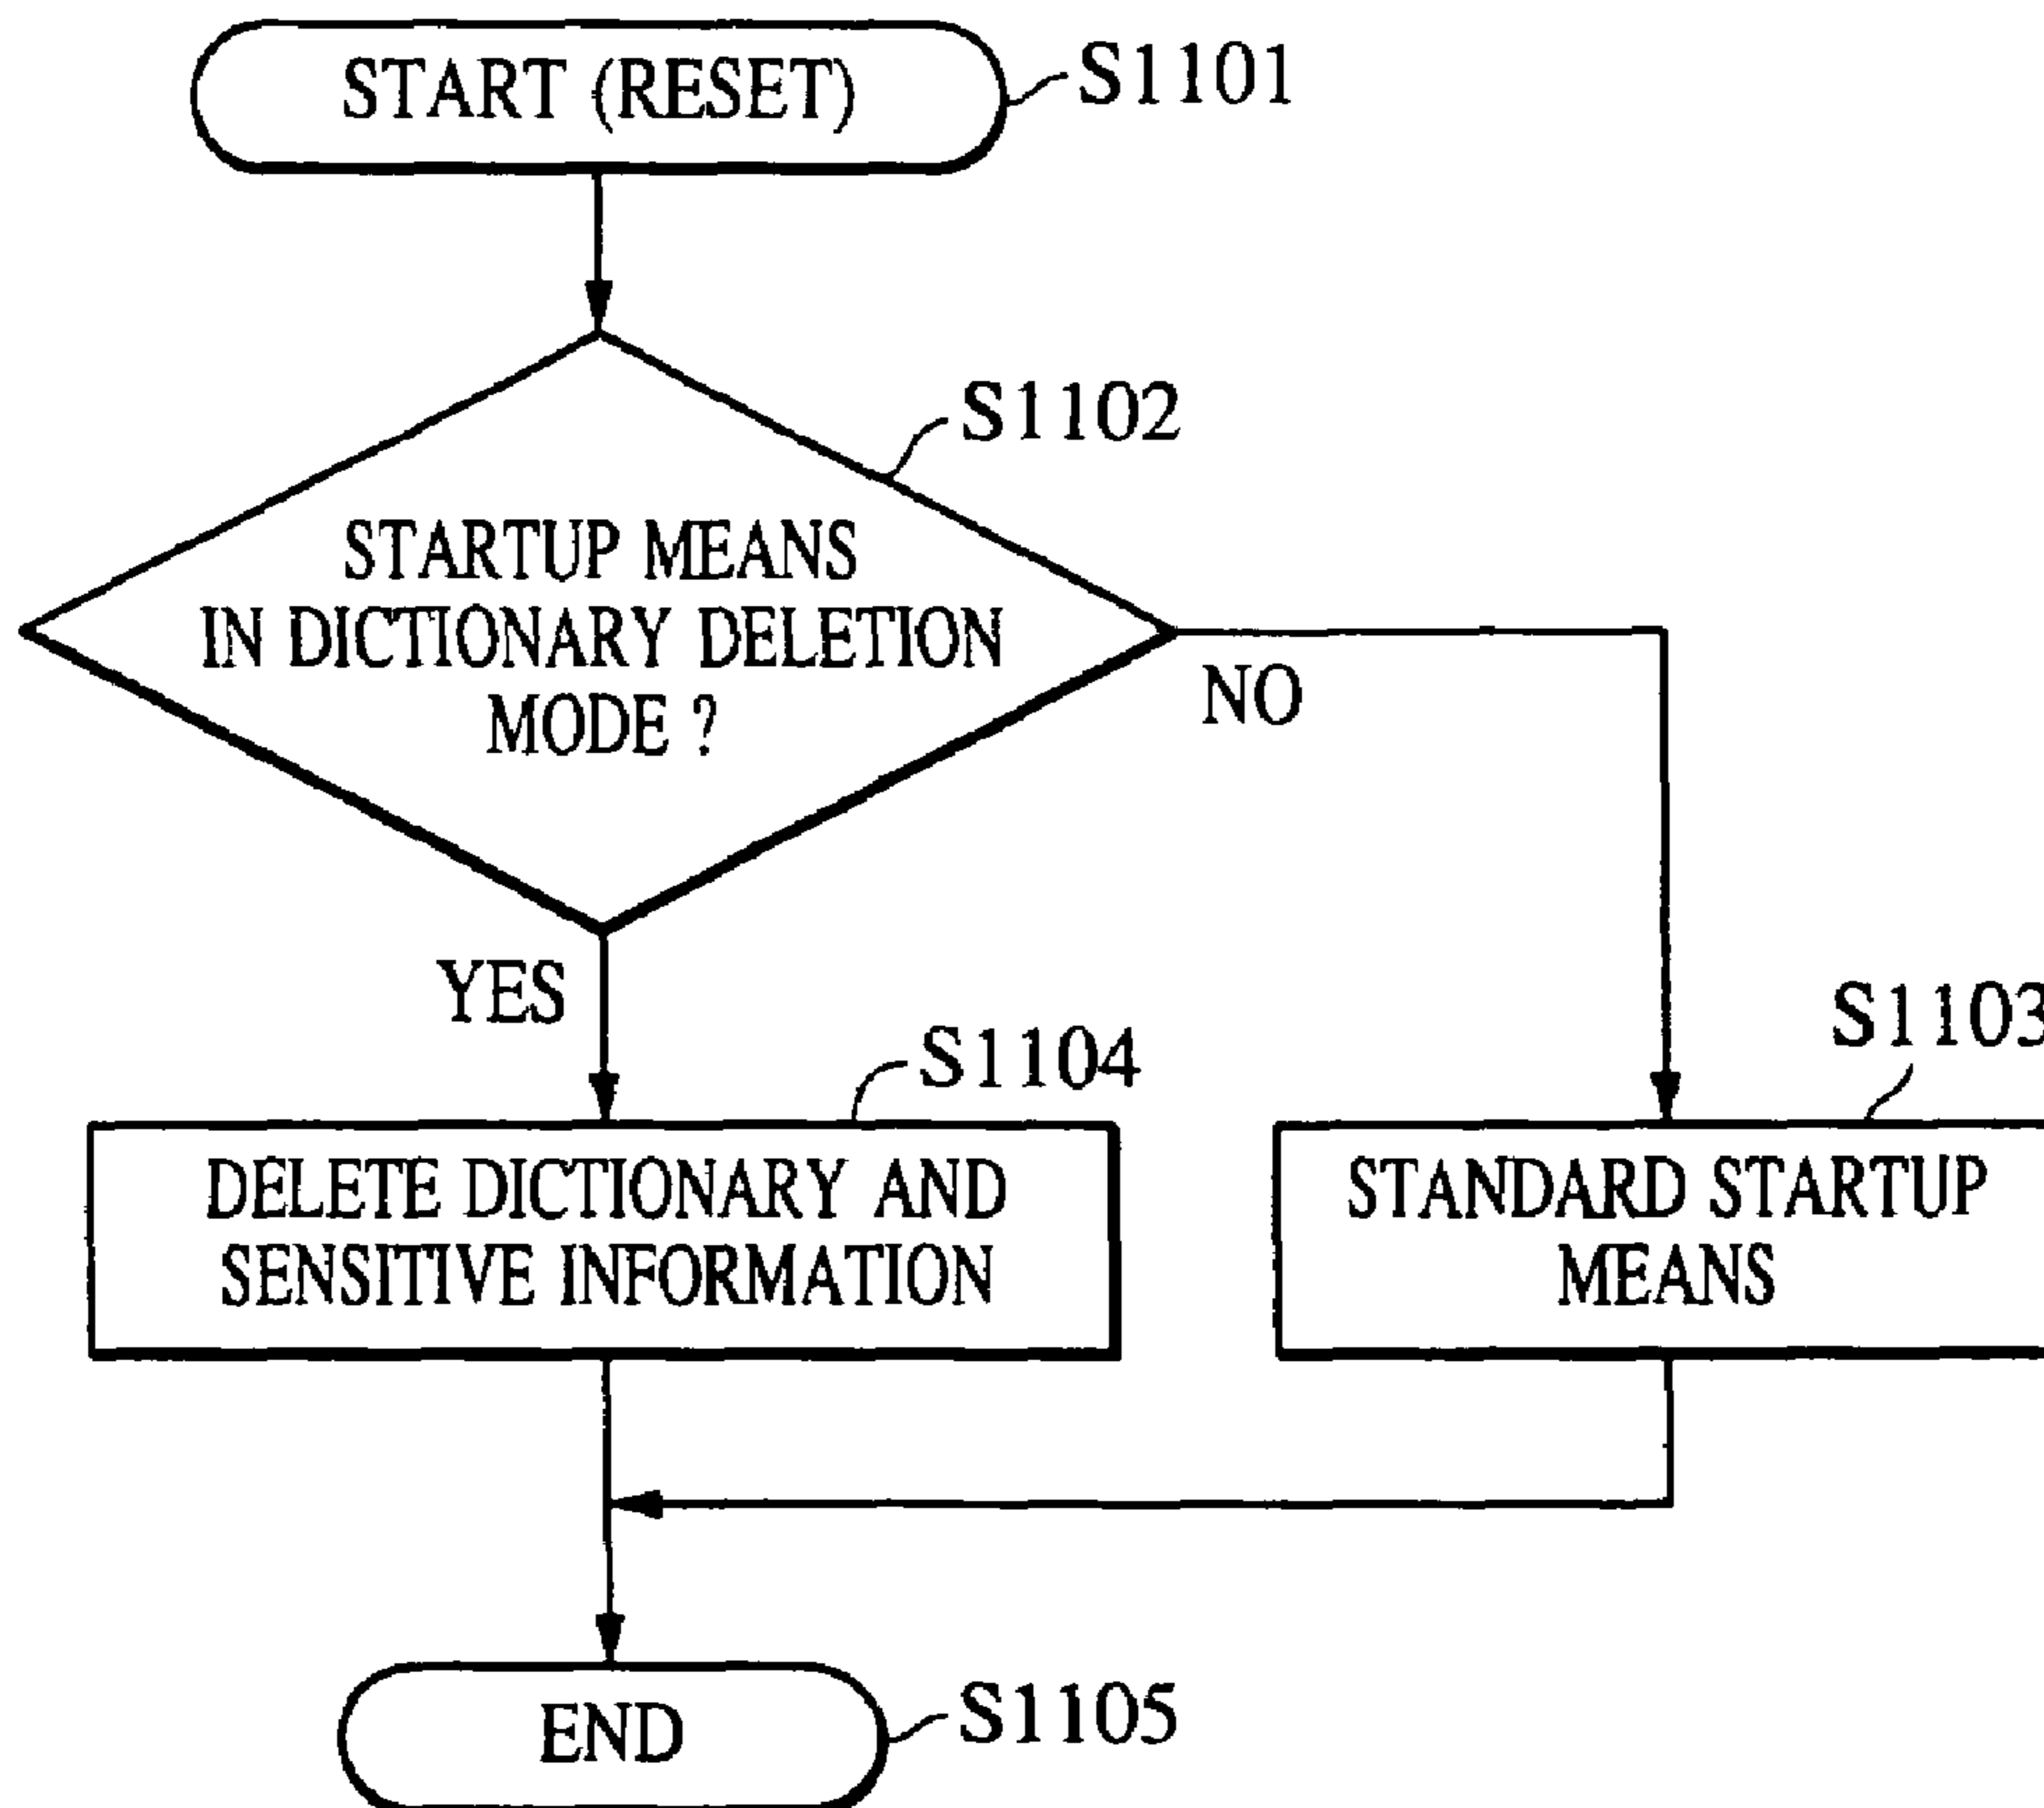 START (RESET)
S1101
S1102
STARTUP MEANS
IN DICTIONARY DELETION
MODE ?
NO
YES
S1104
S1103
DELETE DICTIONARY AND
SENSITIVE INFORMATION
STANDARD STARTUP
MEANS
END
S1105